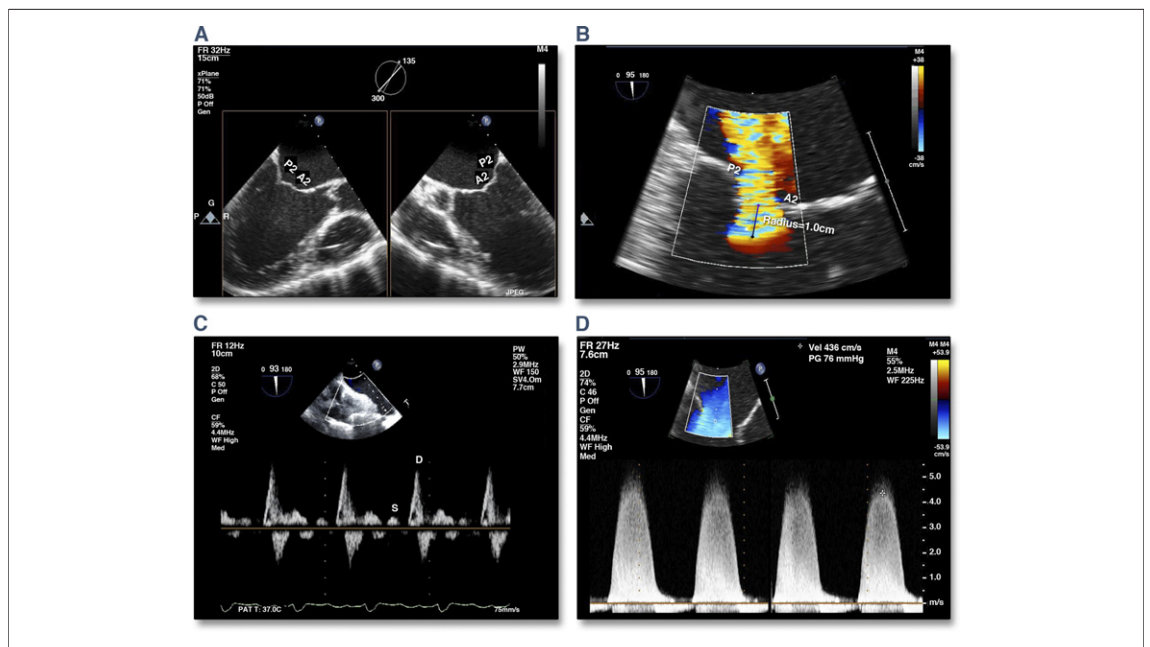 A
FR 32Hz
15cm
M4
xPlane
71%
71%
50dB
P Off
Gen
135
300
P2
A2
P2
A2
G
P
R
JPEG
B
0 95 180
M4
+38
-38
cm/s
P2
A2
Radius=1.0cm
C
FR 12Hz
10cm
0 93 180
2D
68%
C 50
P Off
Gen
CF
59%
4.4MHz
WF High
Med
PW
50%
2.9MHz
WF 150
SV4.0m
7.7cm
D
S
PAT T: 37.0C
75mm/s
D
FR 27Hz
7.6cm
0 95 180
Vel 436 cm/s
PG 76 mmHg
2D
74%
C 46
P Off
Gen
CF
59%
4.4MHz
WF High
Med
M4
55%
2.5MHz
WF 225Hz
M4 M4
+53.9
-53.9
cm/s
5.0
4.0
3.0
2.0
1.0
m/s